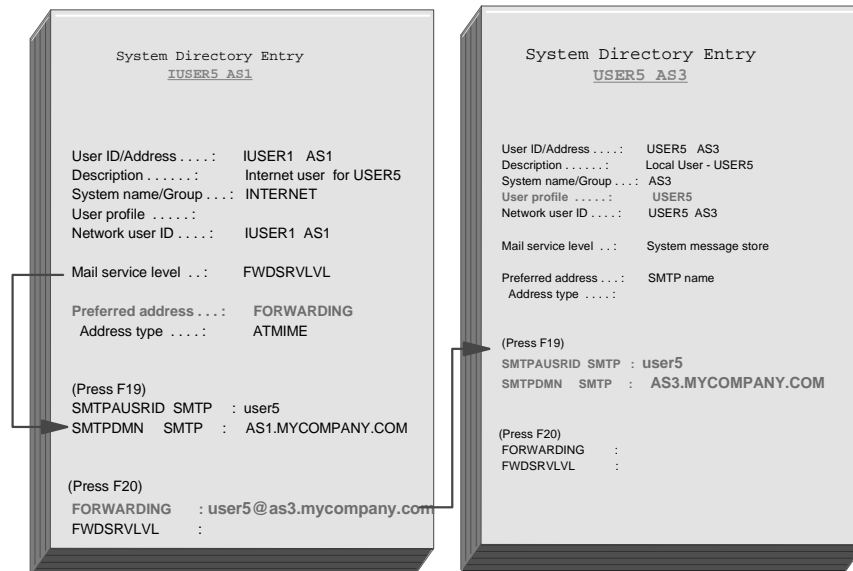 System Directory Entry
IUSER5 AS1
User ID/Address . . . . : IUSER1 AS1
Description . . . . . . : Internet user for USER5
System name/Group . . . : INTERNET
User profile . . . . . :
Network user ID . . . . : IUSER1 AS1
Mail service level . . : FWDSRVLVL
Preferred address . . . : FORWARDING
Address type . . . . : ATMIME
(Press F19)
SMTPAUSRID SMTP : user5
SMTPDMN SMTP : AS1.MYCOMPANY.COM
(Press F20)
FORWARDING : user5@as3.mycompany.com
FWDSRVLVL :
System Directory Entry
USER5 AS3
User ID/Address . . . . : USER5 AS3
Description . . . . . . : Local User - USER5
System name/Group . . . : AS3
User profile . . . . . : USER5
Network user ID . . . . : USER5 AS3
Mail service level . . : System message store
Preferred address . . . : SMTP name
Address type . . . . :
(Press F19)
SMTPAUSRID SMTP : user5
SMTPDMN SMTP : AS3.MYCOMPANY.COM
(Press F20)
FORWARDING :
FWDSRVLVL :